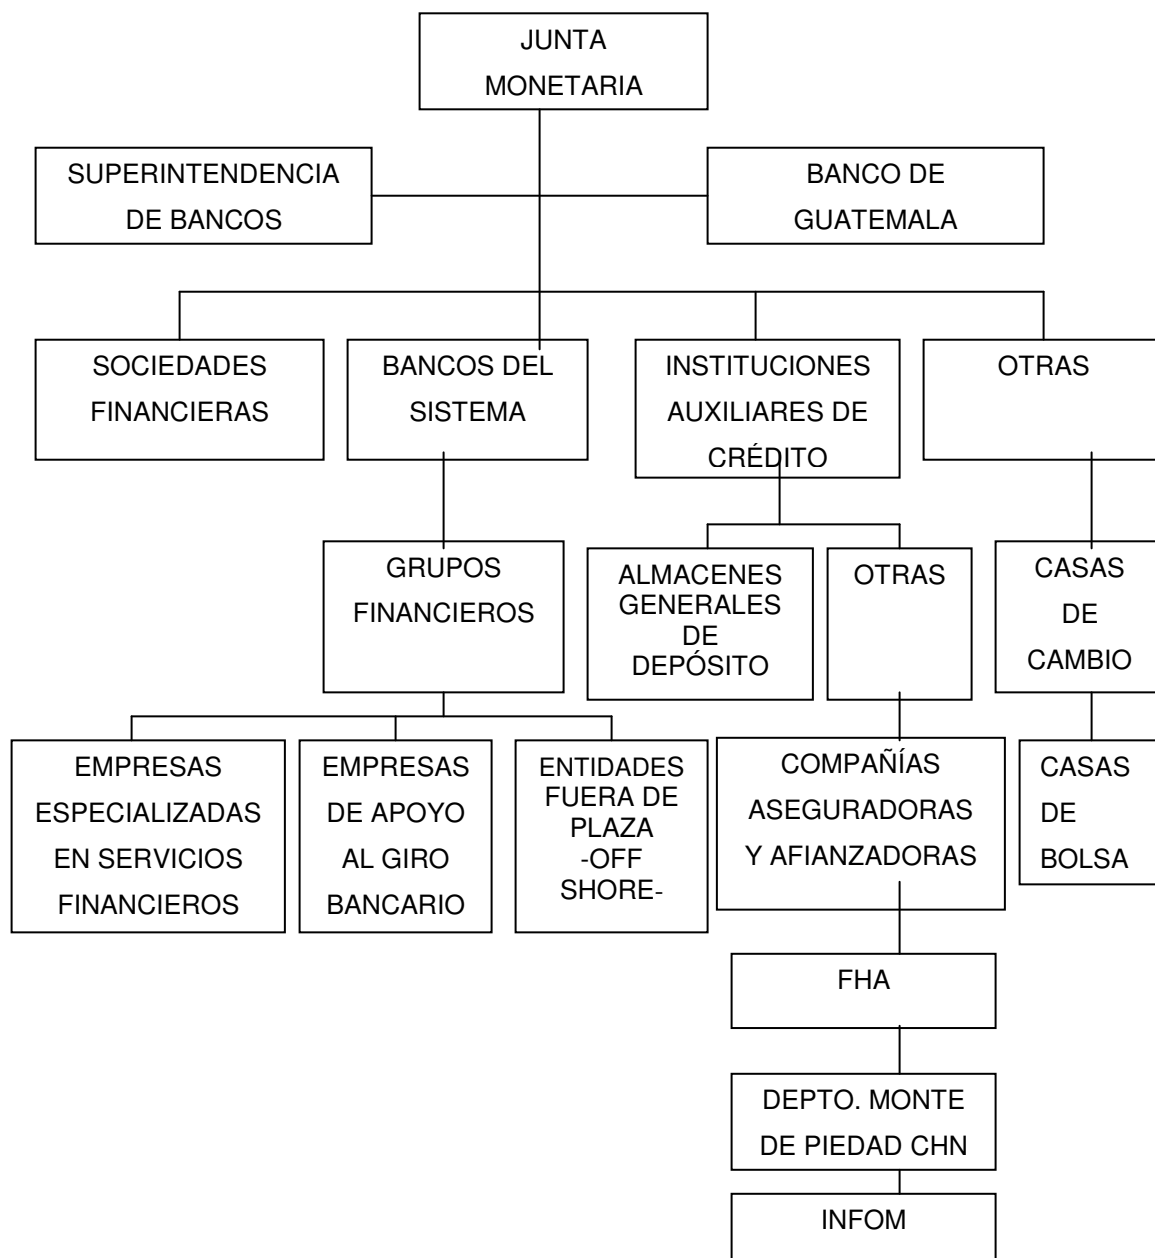 JUNTA
MONETARIA
SUPERINTENDENCIA
DE BANCOS
BANCO DE
GUATEMALA
SOCIEDADES
FINANCIERAS
BANCOS DEL
SISTEMA
INSTITUCIONES
AUXILIARES DE
CRÉDITO
OTRAS
GRUPOS
FINANCIEROS
ALMACENES
GENERALES
DE
DEPÓSITO
OTRAS
CASAS
DE
CAMBIO
EMPRESAS
ESPECIALIZADAS
EN SERVICIOS
FINANCIEROS
EMPRESAS
DE APOYO
AL GIRO
BANCARIO
ENTIDADES
FUERA DE
PLAZA
-OFF
SHORE-
COMPAÑÍAS
ASEGURADORAS
Y AFIANZADORAS
CASAS
DE
BOLSA
FHA
DEPTO. MONTE
DE PIEDAD CHN
INFOM